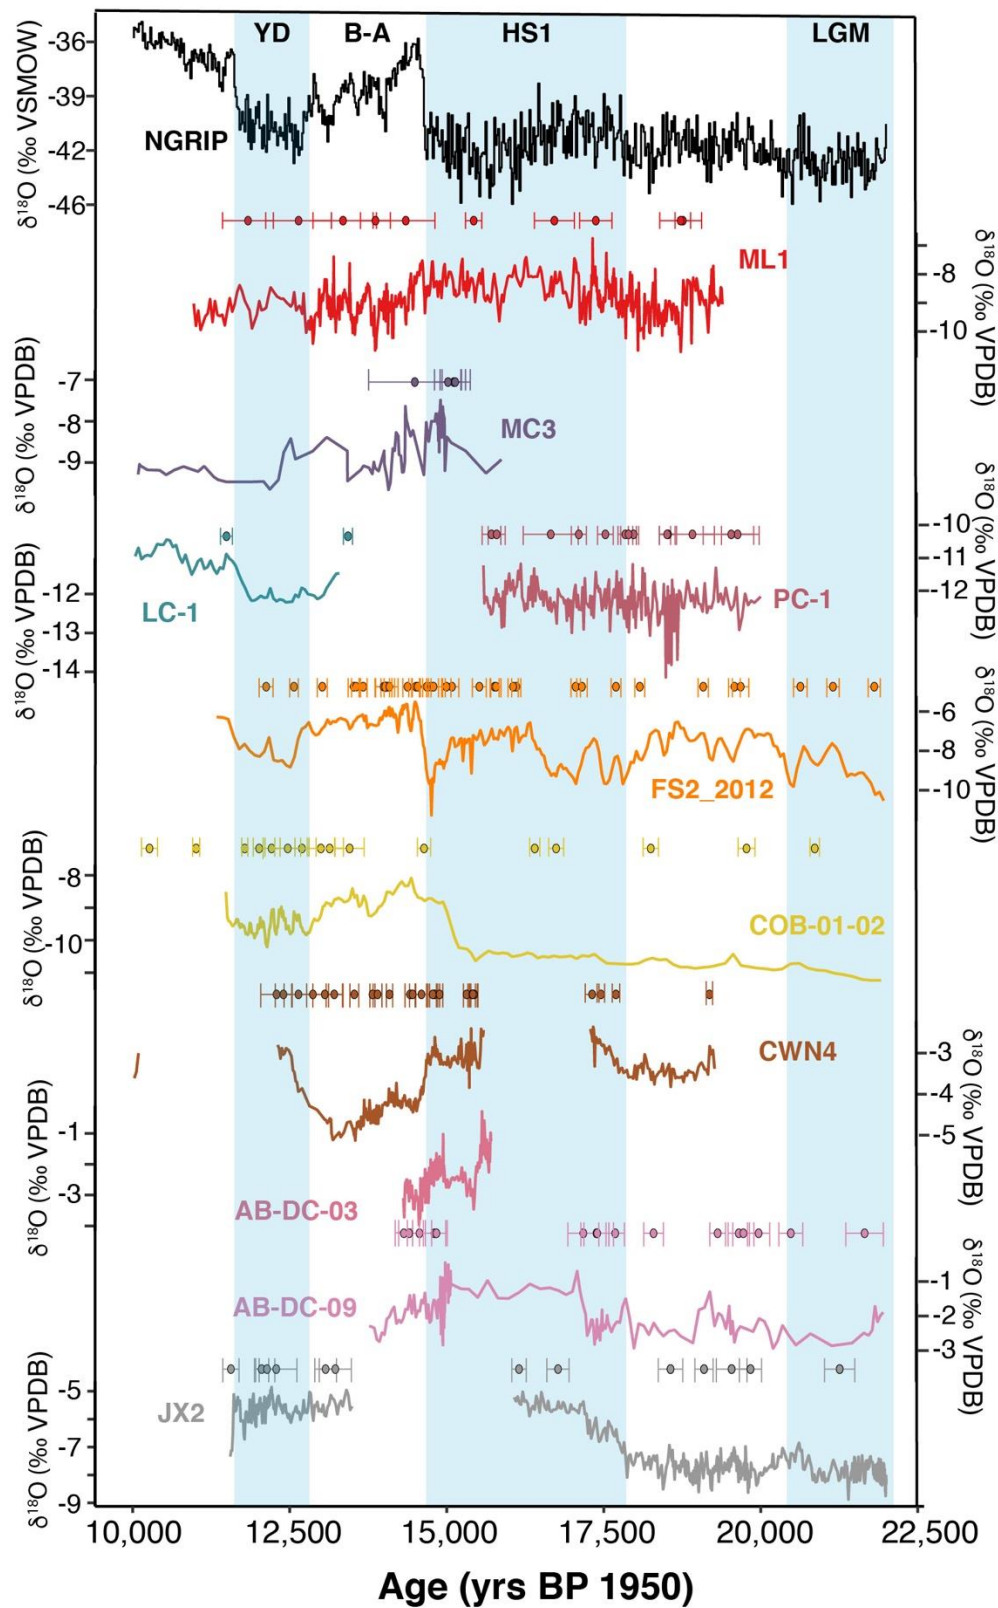 YD B-A HS1 LGM
δ¹⁸O (‰ VSMOW)
-36
-39
-42
-46
NGRIP
ML1
δ¹⁸O (‰ VPDB)
-8
-10
δ¹⁸O (‰ VPDB)
-7
-8
-9
MC3
δ¹⁸O (‰ VPDB)
-10
-11
-12
PC-1
δ¹⁸O (‰ VPDB)
-12
-13
-14
LC-1
δ¹⁸O (‰ VPDB)
-6
-8
-10
FS2_2012
δ¹⁸O (‰ VPDB)
-8
-10
COB-01-02
CWN4
δ¹⁸O (‰ VPDB)
-3
-4
-5
δ¹⁸O (‰ VPDB)
-1
-3
AB-DC-03
AB-DC-09
δ¹⁸O (‰ VPDB)
-1
-2
-3
δ¹⁸O (‰ VPDB)
-5
-7
-9
JX2
10,000 12,500 15,000 17,500 20,000 22,500
Age (yrs BP 1950)